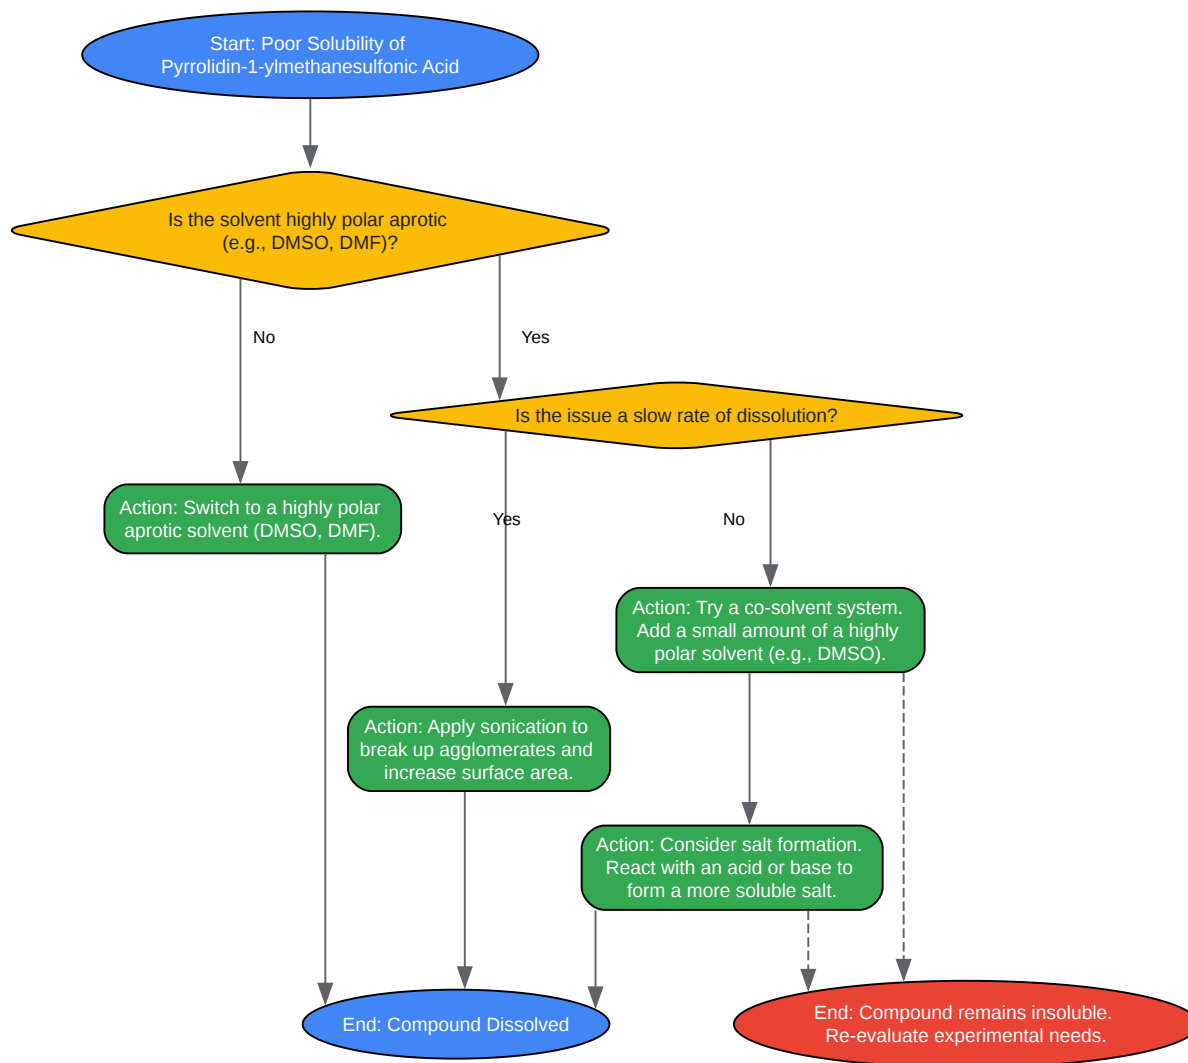 Start: Poor Solubility of
Pyrrolidin-1-ylmethanesulfonic Acid
Is the solvent highly polar aprotic
(e.g., DMSO, DMF)?
No
Yes
Is the issue a slow rate of dissolution?
Action: Switch to a highly polar
aprotic solvent (DMSO, DMF).
Yes
No
Action: Try a co-solvent system.
Add a small amount of a highly
polar solvent (e.g., DMSO).
Action: Apply sonication to
break up agglomerates and
increase surface area.
Action: Consider salt formation.
React with an acid or base to
form a more soluble salt.
End: Compound Dissolved
End: Compound remains insoluble.
Re-evaluate experimental needs.